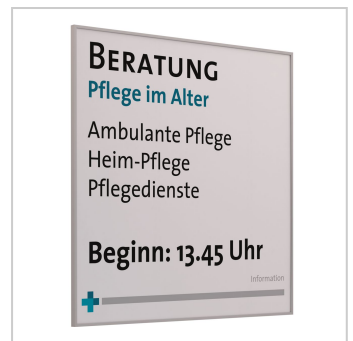 BERATUNG
Pflege im Alter
Ambulante Pflege
Heim-Pflege
Pflegedienste
Beginn: 13.45 Uhr
Information